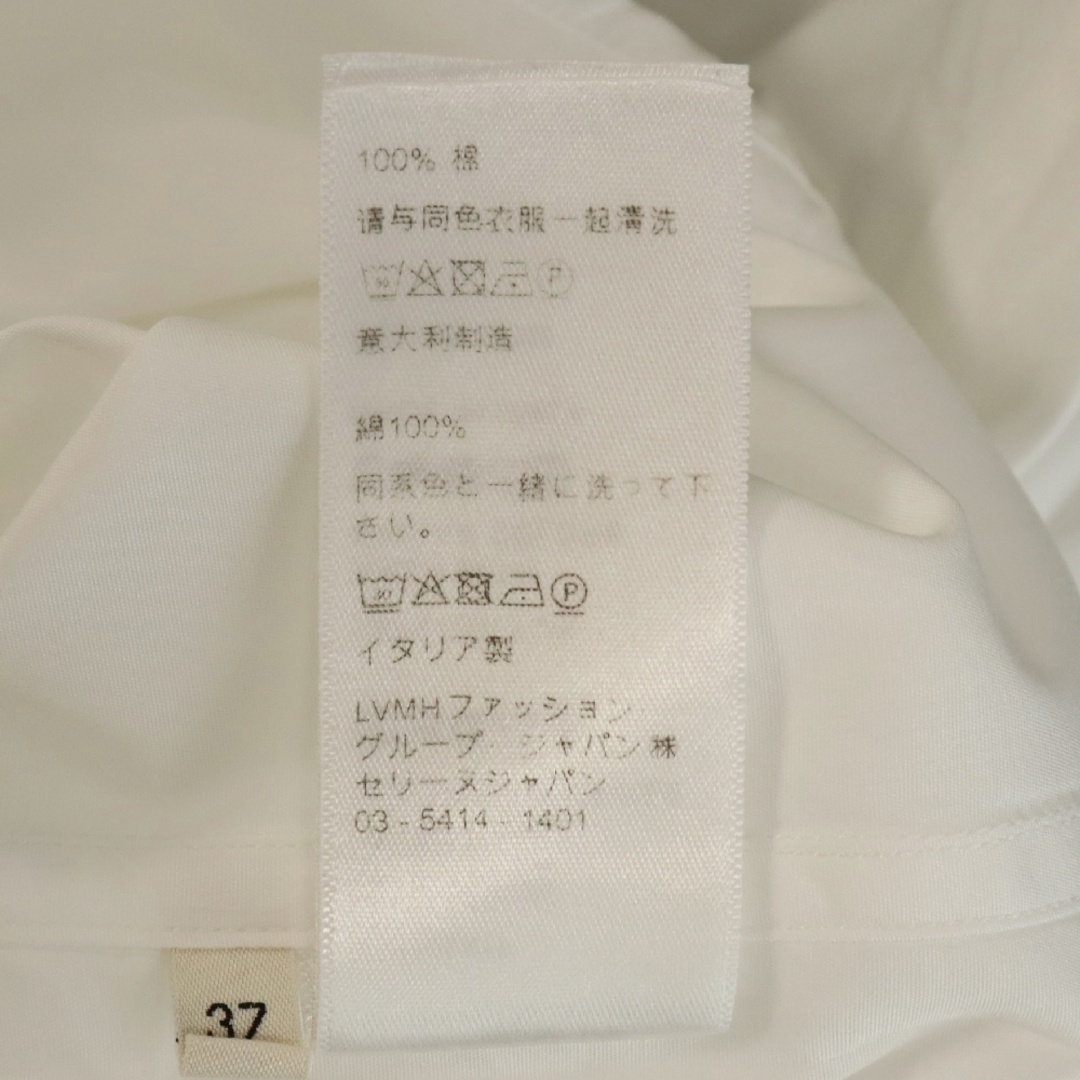 100% 棉
请与同色衣服一起清洗
意大利制造
綿100%
同系色と一緒に洗って下
さい。
P
イタリア製
LVMHファッション
グループ・ジャパン株
セリーヌジャパン
03-5414-1401
37